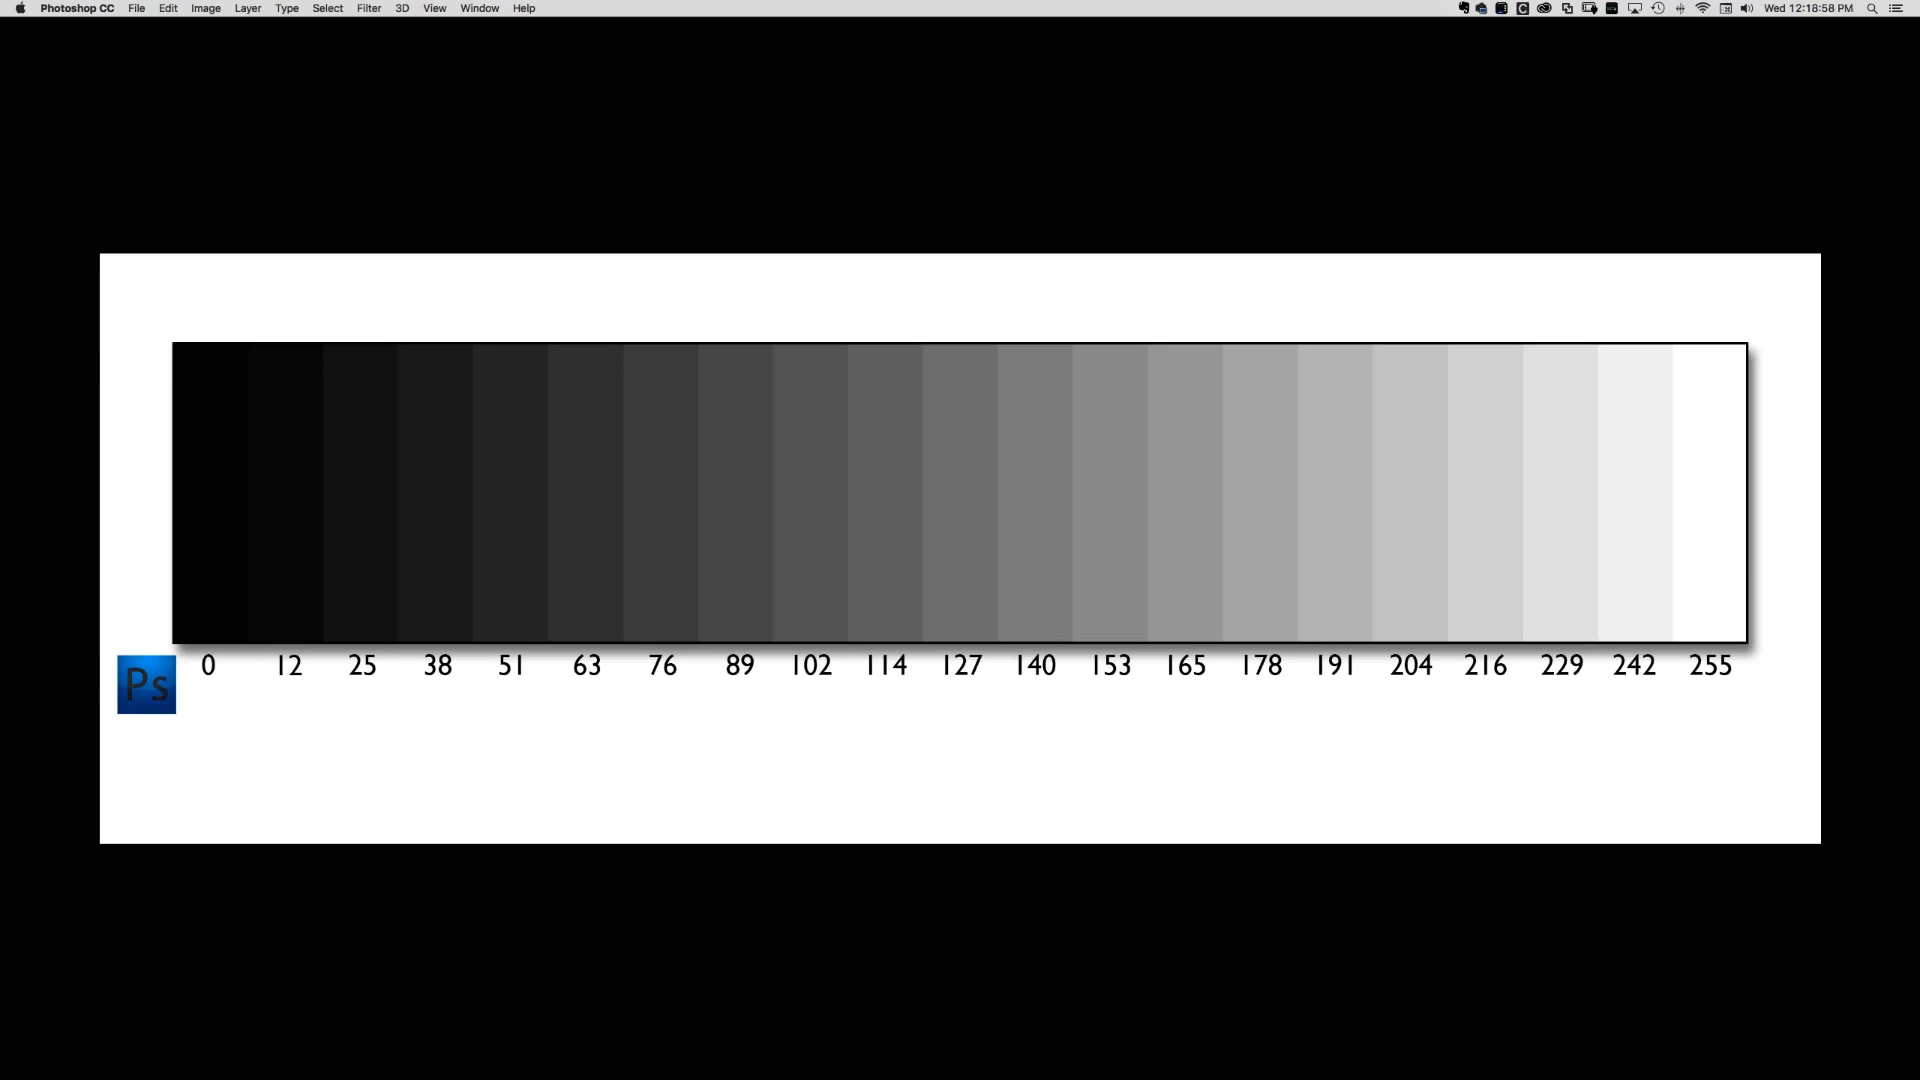 Photoshop CC File Edit Image Layer Type Select Filter 3D View Window Help Wed 12:18:58 PM
0 12 25 38 51 63 76 89 102 114 127 140 153 165 178 191 204 216 229 242 255
Ps